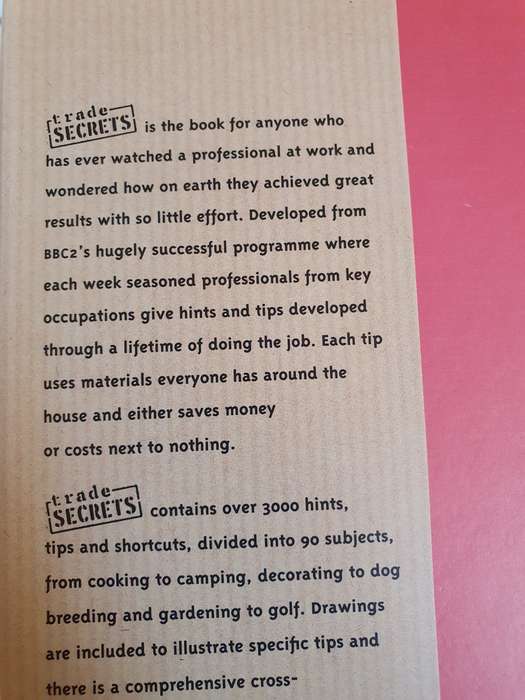 trade
SECRETS is the book for anyone who
has ever watched a professional at work and
wondered how on earth they achieved great
results with so little effort. Developed from
BBC2's hugely successful programme where
each week seasoned professionals from key
occupations give hints and tips developed
through a lifetime of doing the job. Each tip
uses materials everyone has around the
house and either saves money
or costs next to nothing.
trade
SECRETS contains over 3000 hints,
tips and shortcuts, divided into 90 subjects,
from cooking to camping, decorating to dog
breeding and gardening to golf. Drawings
are included to illustrate specific tips and
there is a comprehensive cross-